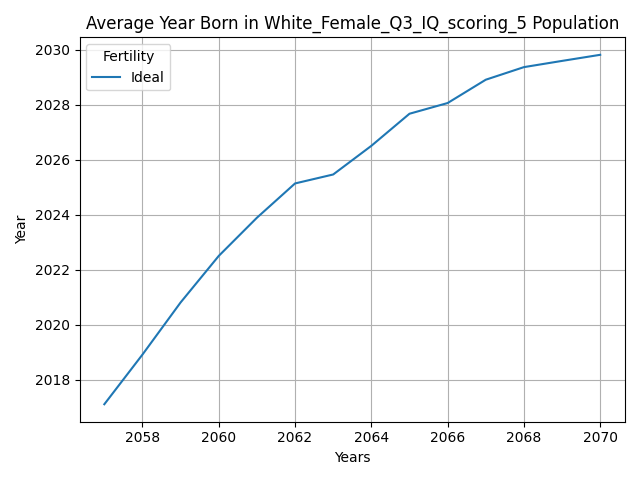 Average Year Born in White_Female_Q3_IQ_scoring_5 Population
Fertility
Ideal
Year
2030
2028
2026
2024
2022
2020
2018
2058 2060 2062 2064 2066 2068 2070
Years